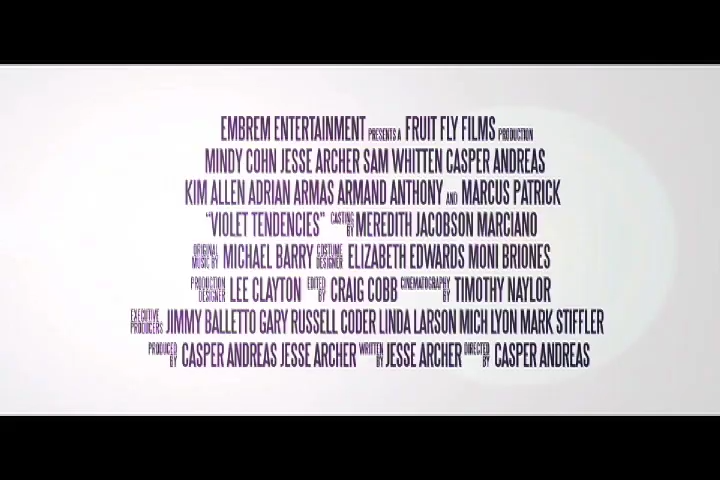 EMBREM ENTERTAINMENT PRESENTS A FRUIT FLY FILMS PRODUCTION
MINDY COHN JESSE ARCHER SAM WHITTEN CASPER ANDREAS
KIM ALLEN ADRIAN ARMAS ARMAND ANTHONY AND MARCUS PATRICK
"VIOLET TENDENCIES" CASTING BY MEREDITH JACOBSON MARCIANO
ORIGINAL MUSIC BY MICHAEL BARRY COSTUME DESIGNER ELIZABETH EDWARDS MONI BRIONES
PRODUCTION DESIGNER LEE CLAYTON EDITED BY CRAIG COBB CINEMATOGRAPHY BY TIMOTHY NAYLOR
EXECUTIVE PRODUCERS JIMMY BALLETTO GARY RUSSELL CODER LINDA LARSON MICH LYON MARK STIFFLER
PRODUCED BY CASPER ANDREAS JESSE ARCHER WRITTEN BY JESSE ARCHER DIRECTED BY CASPER ANDREAS